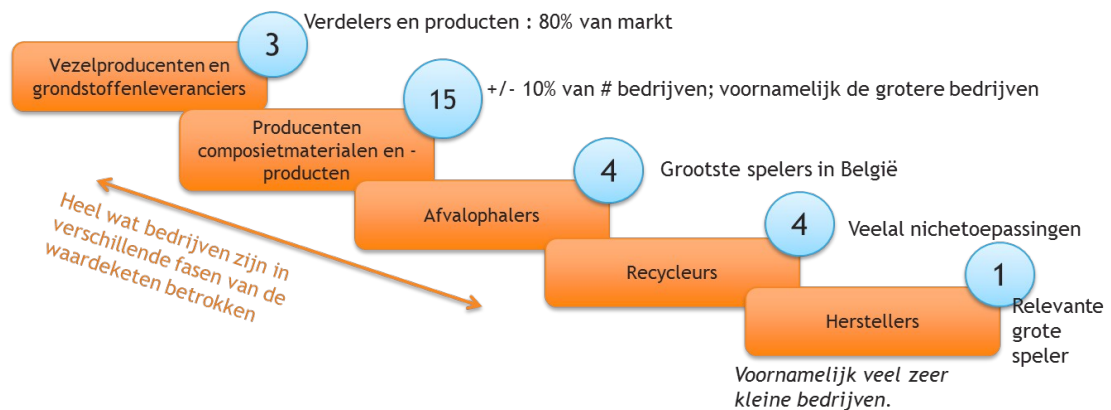 3
Verdelers en producten : 80% van markt
Vezelproducenten en
grondstoffenleveranciers
15
+/- 10% van # bedrijven; voornamelijk de grotere bedrijven
Producenten
composietmaterialen en -
producten
4
Grootste spelers in België
Afvalophalers
4
Veelal nichetoepassingen
Recycleurs
1
Relevante
grote
speler
Herstellers
Voornamelijk veel zeer
kleine bedrijven.
Heel wat bedrijven zijn in
verschillende fasen van de
waardeketen betrokken